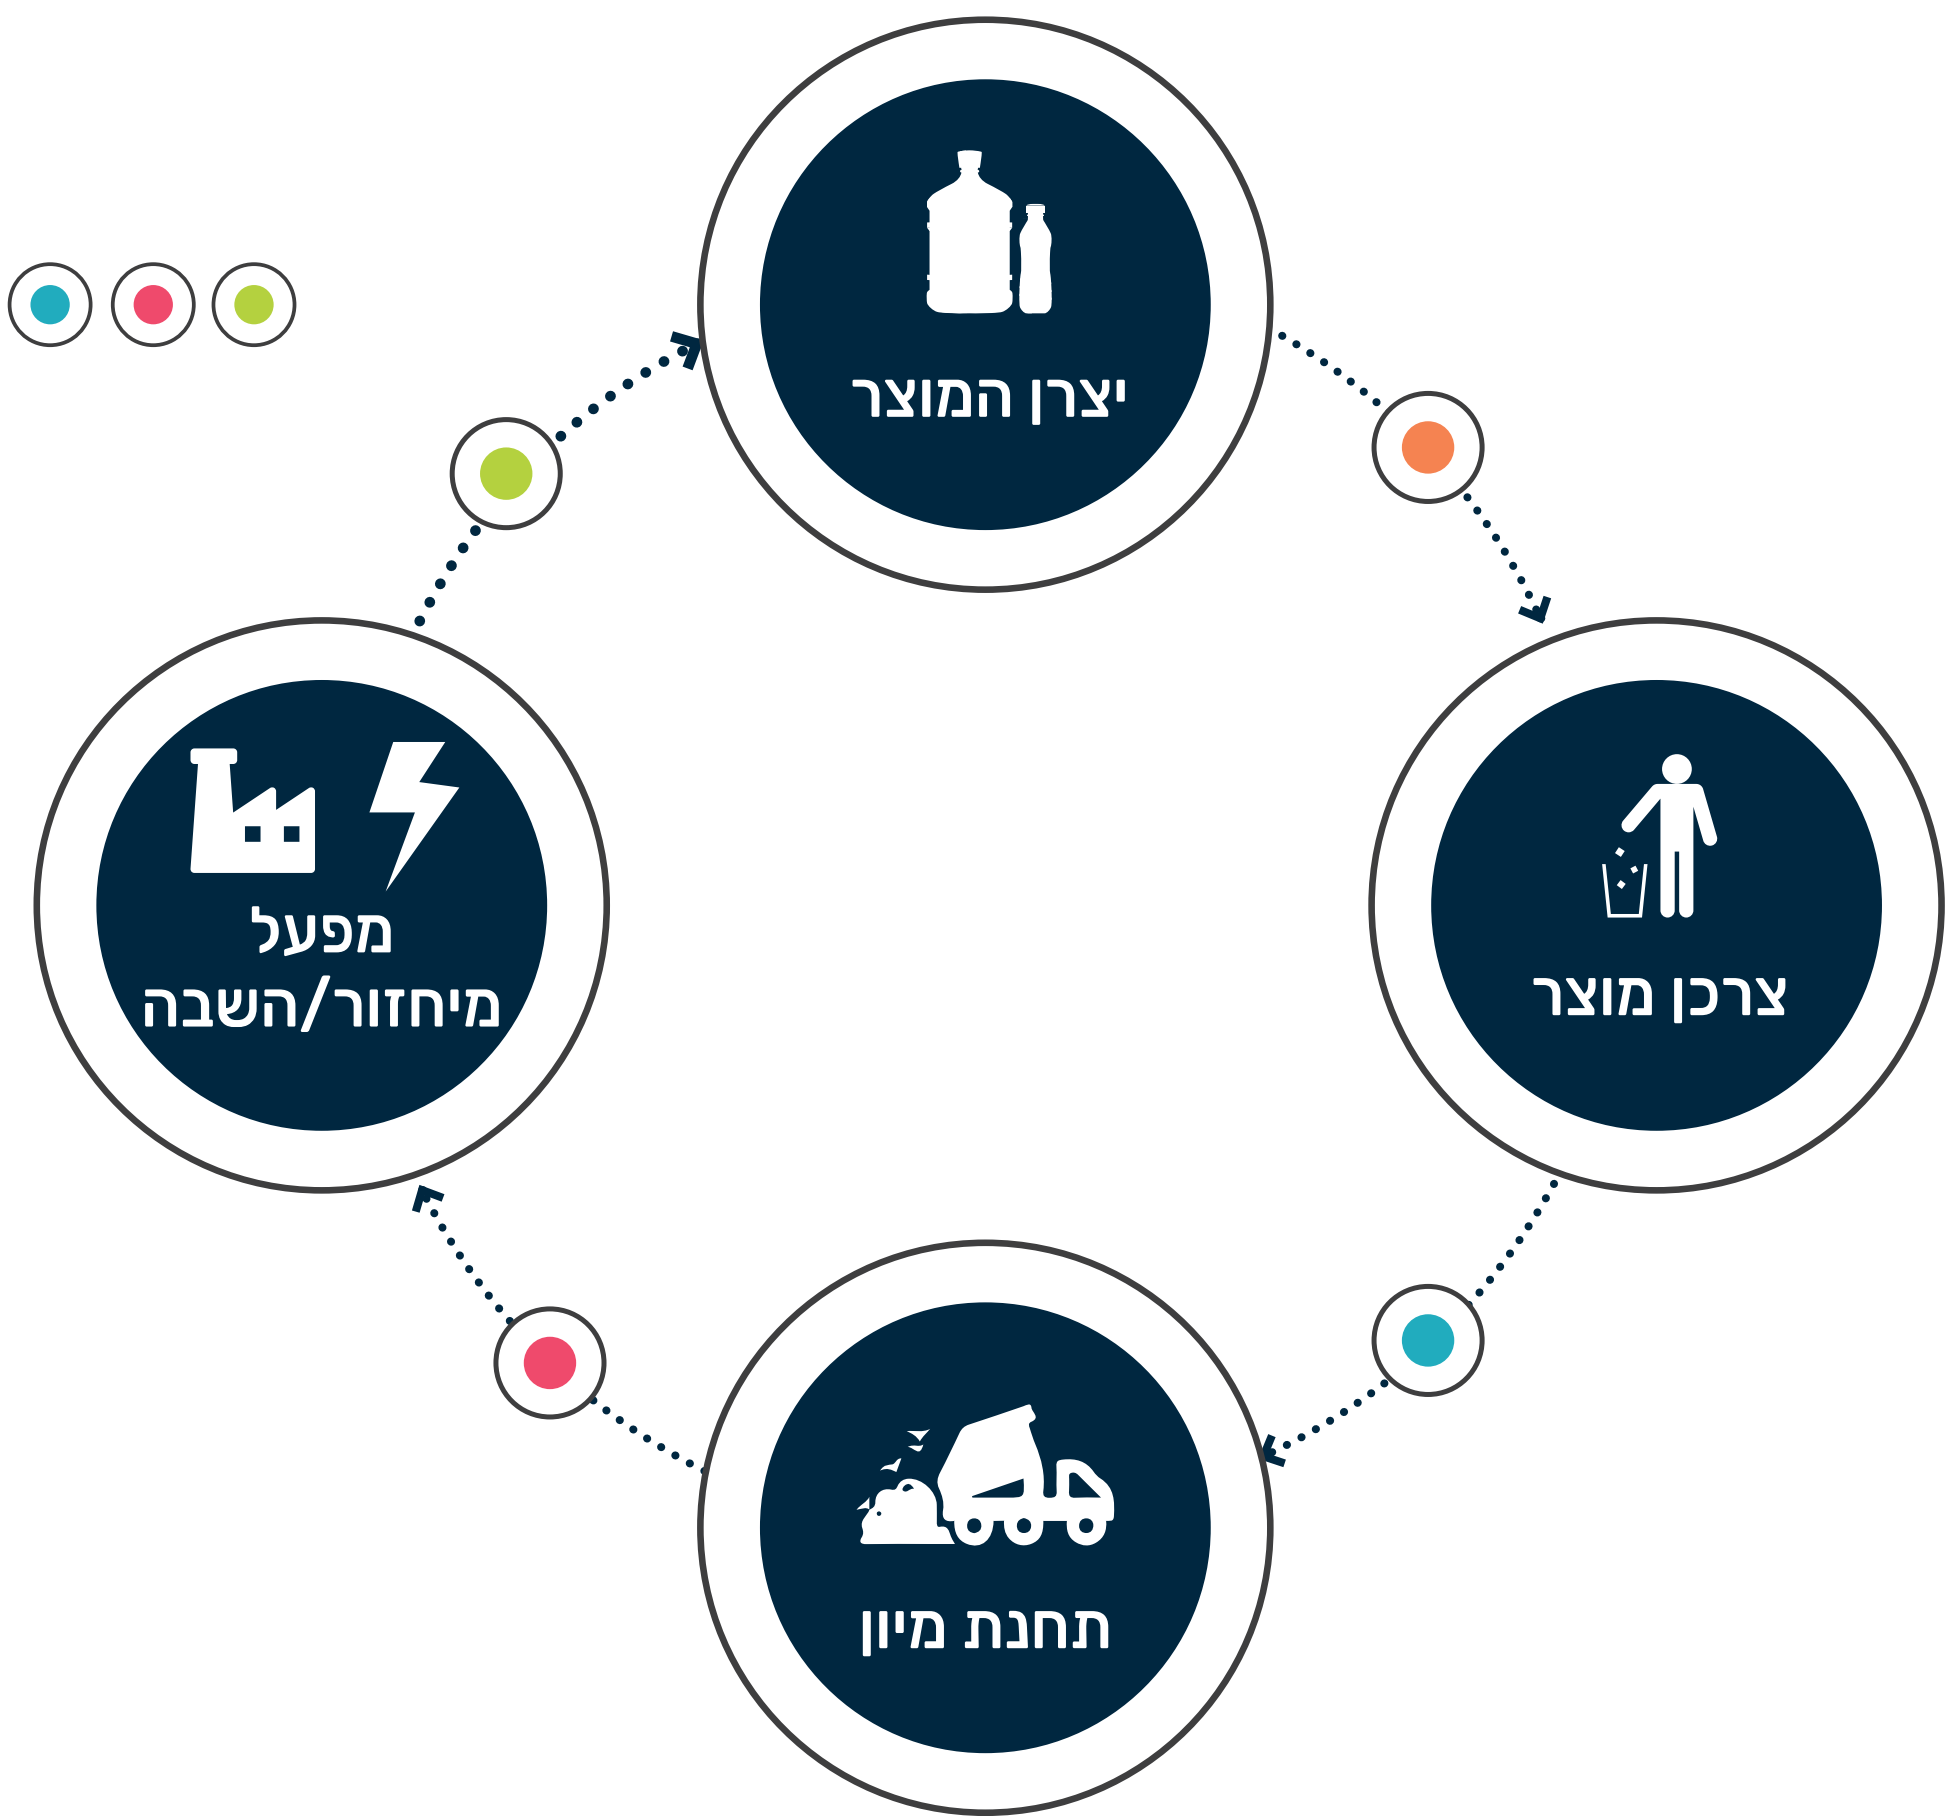 יצרן המוצר
צרכן מוצר
תחנת מיון
מפעל
מיחזור/השבה